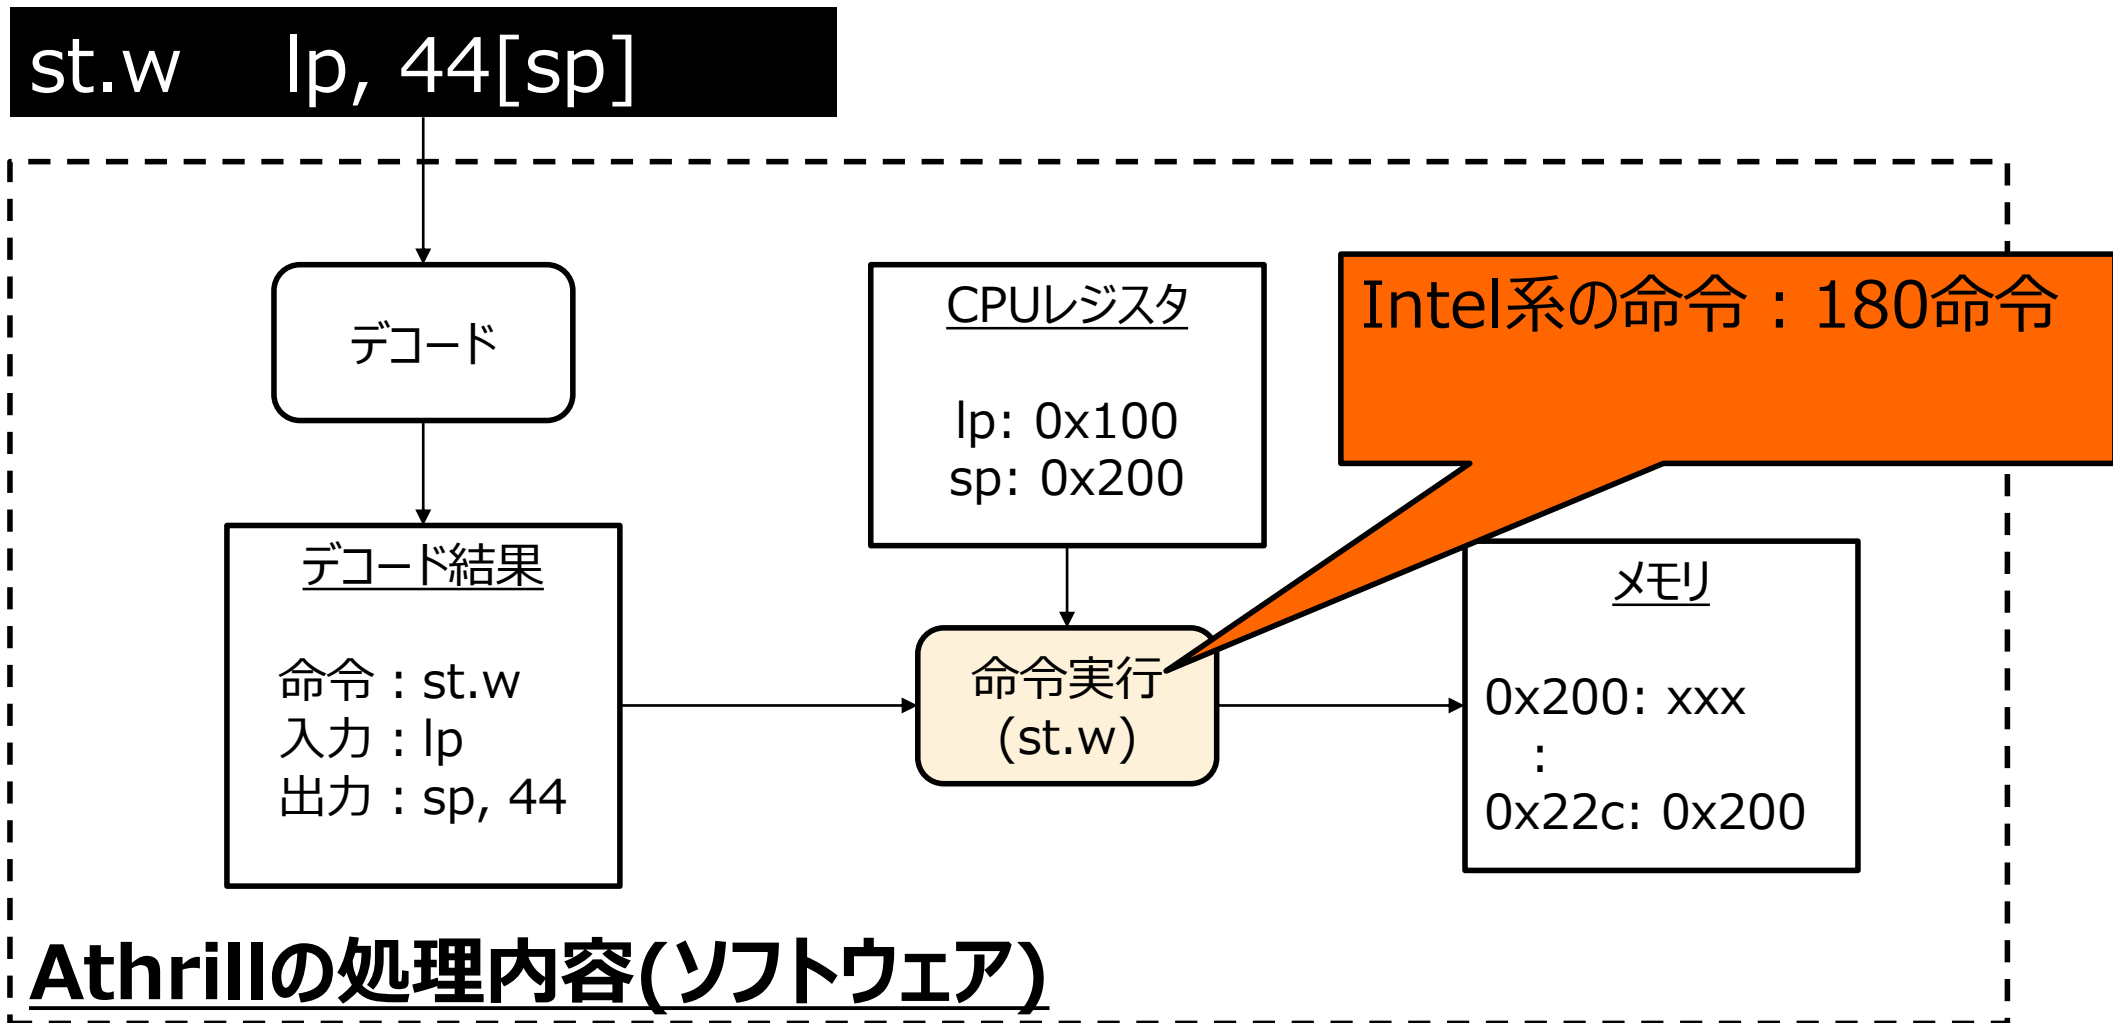 st.w lp, 44[sp]
デコード
CPUレジスタ
lp: 0x100
sp: 0x200
Intel系の命令：180命令
デコード結果
命令：st.w
入力：lp
出力：sp, 44
命令実行
(st.w)
メモリ
0x200: xxx
:
0x22c: 0x200
Athrillの処理内容(ソフトウェア)